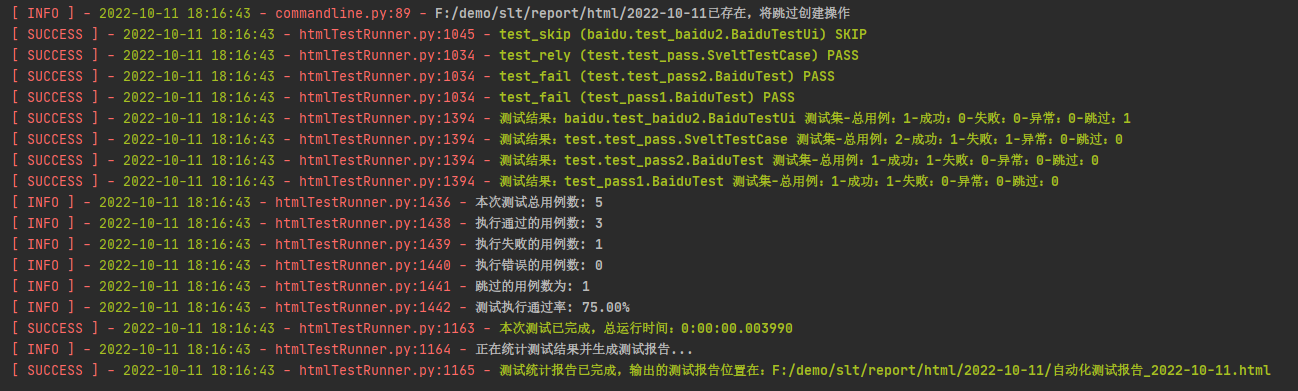 [ INFO ] - 2022-10-11 18:16:43 - commandline.py:89 - F:/demo/slt/report/html/2022-10-11已存在，将跳过创建操作
[ SUCCESS ] - 2022-10-11 18:16:43 - htmlTestRunner.py:1045 - test_skip (baidu.test_baidu2.BaiduTestUi) SKIP
[ SUCCESS ] - 2022-10-11 18:16:43 - htmlTestRunner.py:1034 - test_rely (test.test_pass.SveltTestCase) PASS
[ SUCCESS ] - 2022-10-11 18:16:43 - htmlTestRunner.py:1034 - test_fail (test.test_pass2.BaiduTest) PASS
[ SUCCESS ] - 2022-10-11 18:16:43 - htmlTestRunner.py:1034 - test_fail (test_pass1.BaiduTest) PASS
[ SUCCESS ] - 2022-10-11 18:16:43 - htmlTestRunner.py:1394 - 测试结果：baidu.test_baidu2.BaiduTestUi 测试集-总用例：1-成功：0-失败：0-异常：0-跳过：1
[ SUCCESS ] - 2022-10-11 18:16:43 - htmlTestRunner.py:1394 - 测试结果：test.test_pass.SveltTestCase 测试集-总用例：2-成功：1-失败：1-异常：0-跳过：0
[ SUCCESS ] - 2022-10-11 18:16:43 - htmlTestRunner.py:1394 - 测试结果：test.test_pass2.BaiduTest 测试集-总用例：1-成功：1-失败：0-异常：0-跳过：0
[ SUCCESS ] - 2022-10-11 18:16:43 - htmlTestRunner.py:1394 - 测试结果：test_pass1.BaiduTest 测试集-总用例：1-成功：1-失败：0-异常：0-跳过：0
[ INFO ] - 2022-10-11 18:16:43 - htmlTestRunner.py:1436 - 本次测试总用例数: 5
[ INFO ] - 2022-10-11 18:16:43 - htmlTestRunner.py:1438 - 执行通过的用例数: 3
[ INFO ] - 2022-10-11 18:16:43 - htmlTestRunner.py:1439 - 执行失败的用例数: 1
[ INFO ] - 2022-10-11 18:16:43 - htmlTestRunner.py:1440 - 执行错误的用例数: 0
[ INFO ] - 2022-10-11 18:16:43 - htmlTestRunner.py:1441 - 跳过的用例数为: 1
[ INFO ] - 2022-10-11 18:16:43 - htmlTestRunner.py:1442 - 测试执行通过率: 75.00%
[ SUCCESS ] - 2022-10-11 18:16:43 - htmlTestRunner.py:1163 - 本次测试已完成，总运行时间：0:00:00.003990
[ INFO ] - 2022-10-11 18:16:43 - htmlTestRunner.py:1164 - 正在统计测试结果并生成测试报告...
[ SUCCESS ] - 2022-10-11 18:16:43 - htmlTestRunner.py:1165 - 测试统计报告已完成，输出的测试报告位置在：F:/demo/slt/report/html/2022-10-11/自动化测试报告_2022-10-11.html